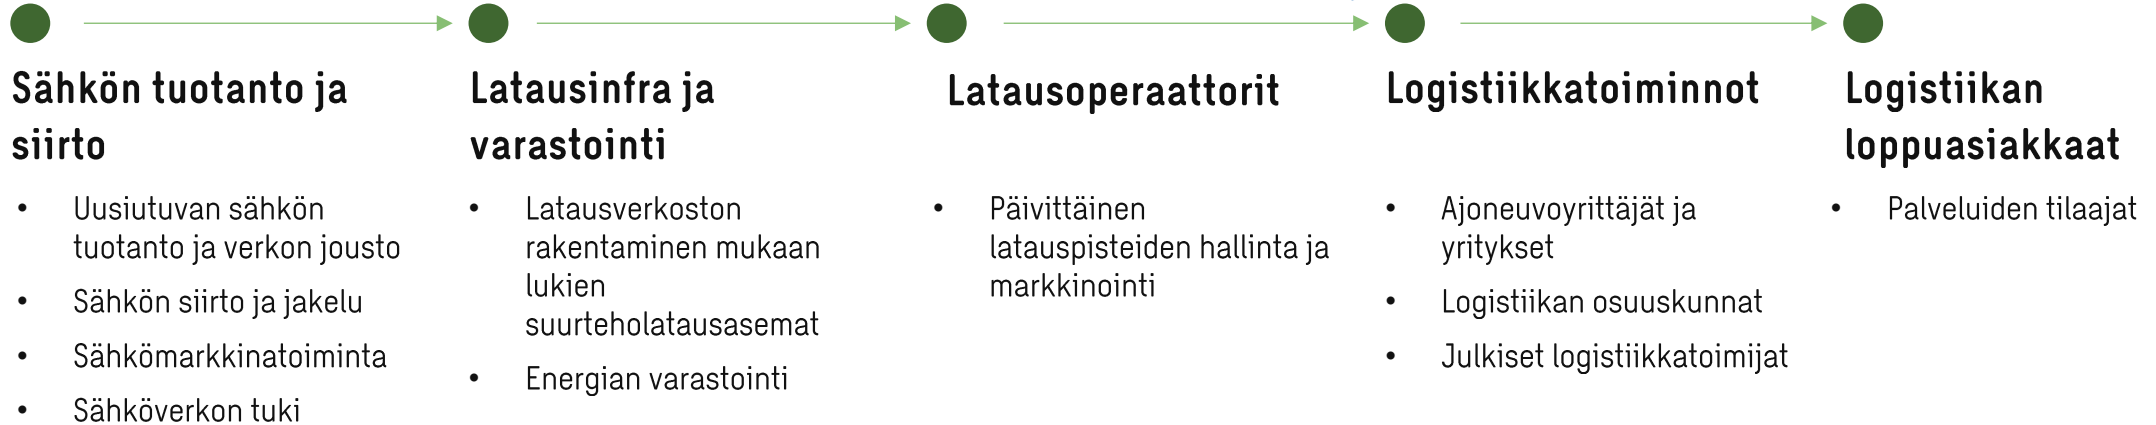 Sähkön tuotanto ja
siirto
• Uusiutuvan sähkön
tuotanto ja verkon jousto
• Sähkön siirto ja jakelu
• Sähkömarkkinatoiminta
• Sähköverkon tuki
Latausinfra ja
varastointi
• Latausverkoston
rakentaminen mukaan
lukien
suurteholatausasemat
• Energian varastointi
Latausoperaattorit
• Päivittäinen
latauspisteiden hallinta ja
markkinointi
Logistiikkatoiminnot
• Ajoneuvoyrittäjät ja
yritykset
• Logistiikan osuuskunnat
• Julkiset logistiikkatoimijat
Logistiikan
loppuasiakkaat
• Palveluiden tilaajat